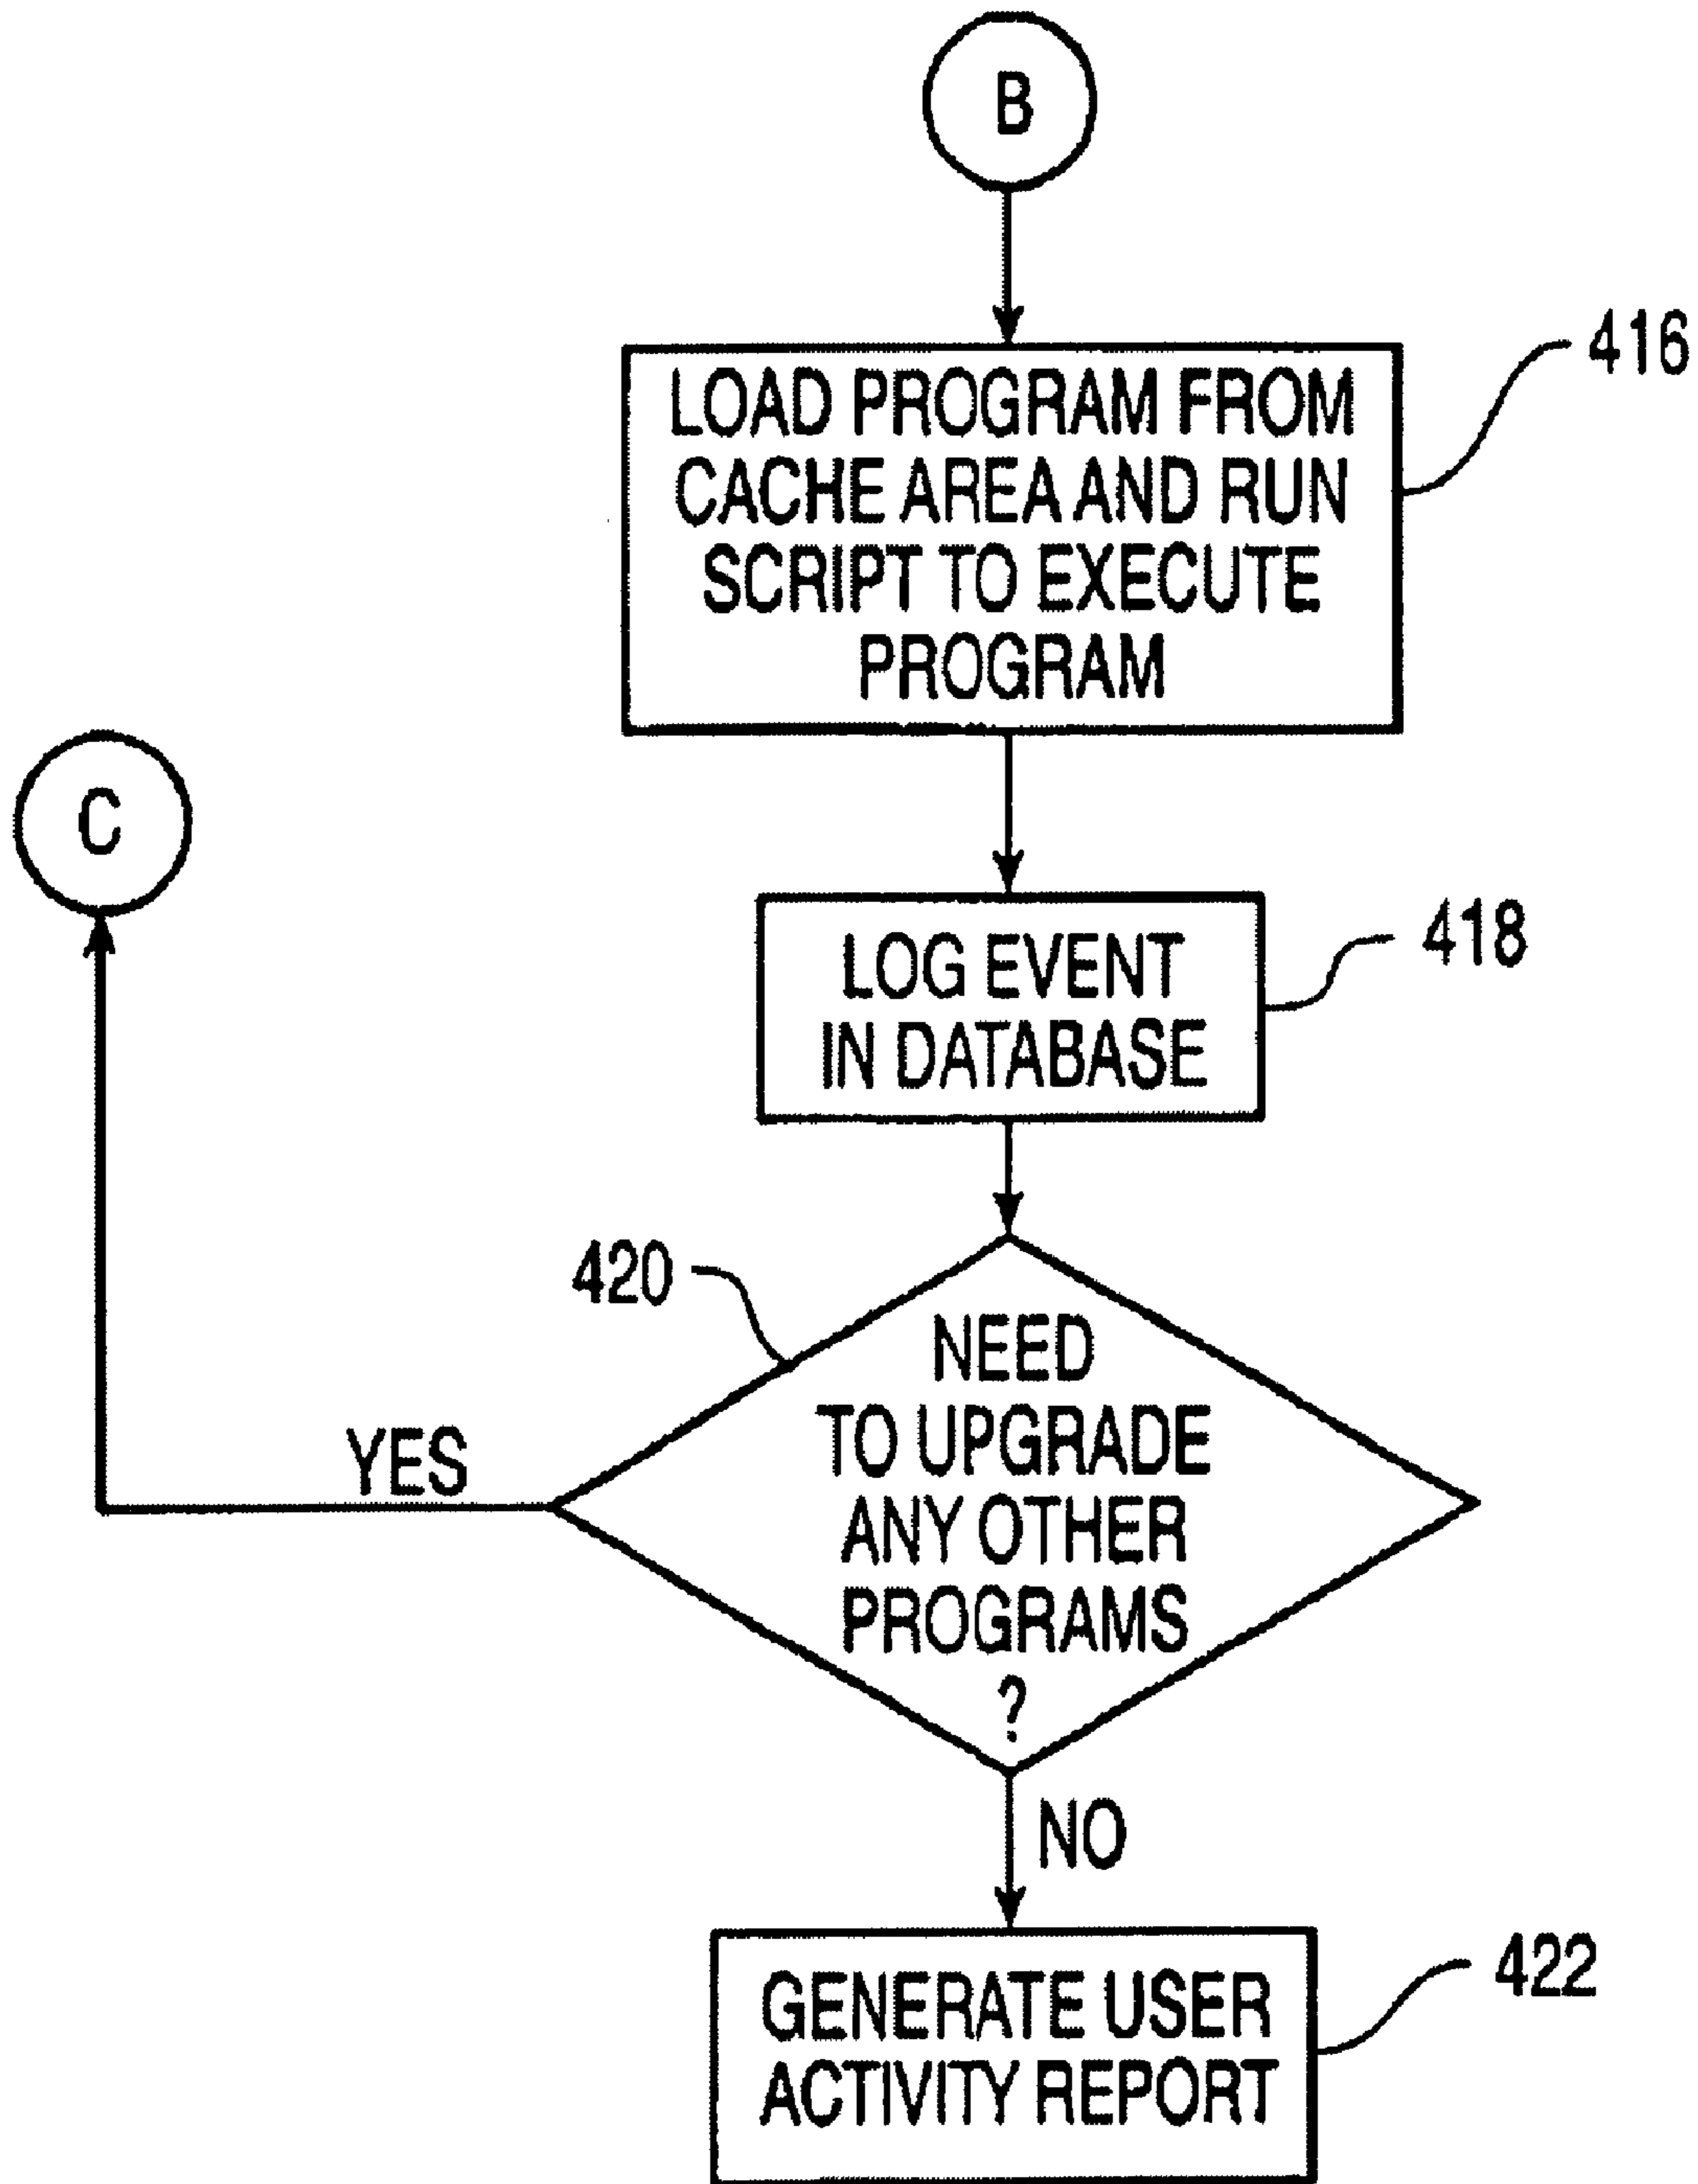 B
LOAD PROGRAM FROM
CACHE AREA AND RUN
SCRIPT TO EXECUTE
PROGRAM
416
C
LOG EVENT
IN DATABASE
418
420
NEED
TO UPGRADE
ANY OTHER
PROGRAMS
?
YES
NO
GENERATE USER
ACTIVITY REPORT
422